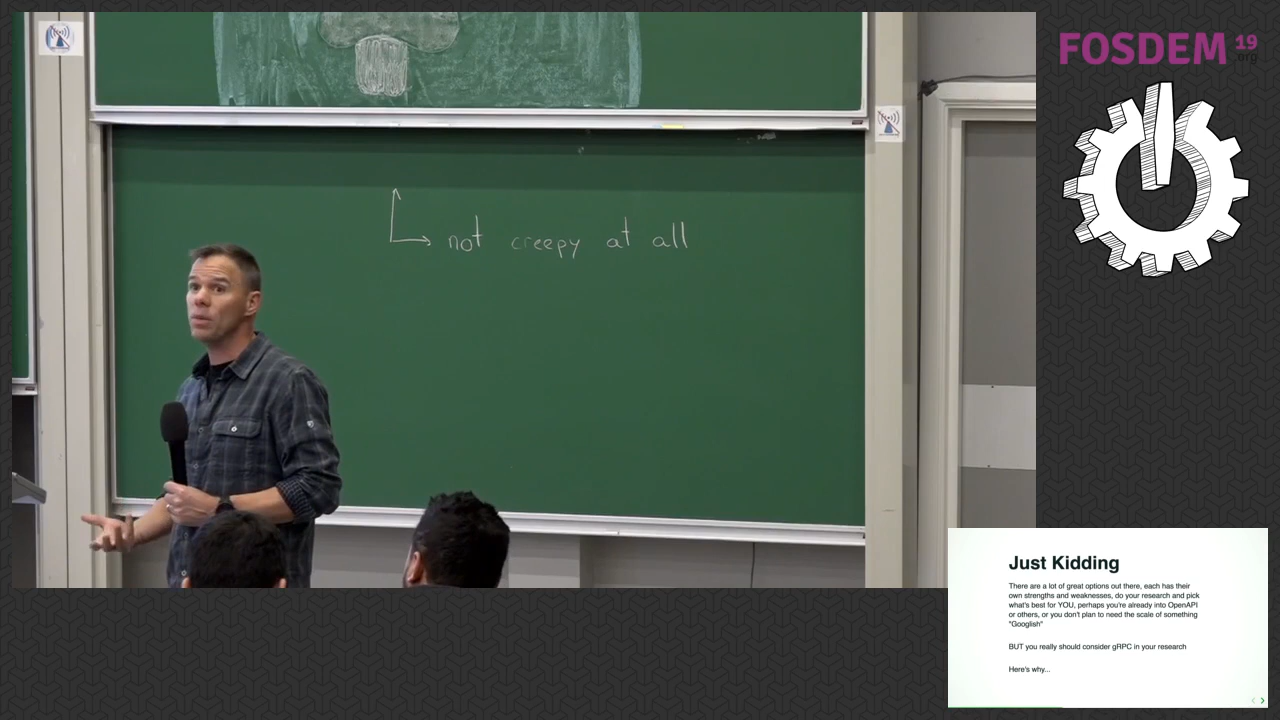 FOSDEM 19
.org
not creepy at all
Just Kidding
There are a lot of great options out there, each has their
own strengths and weaknesses, do your research and pick
what's best for YOU, perhaps you're already into OpenAPI
or others, or you don't plan to need the scale of something
"Googlish"
BUT you really should consider gRPC in your research
Here's why...